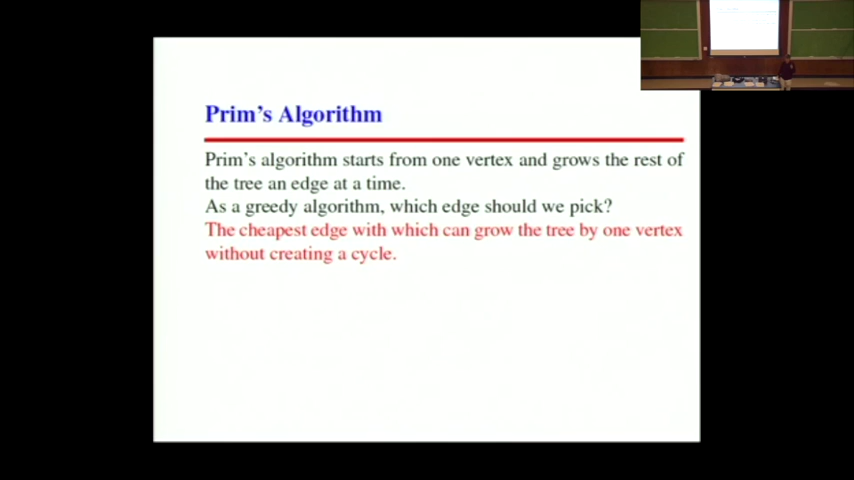 Prim's Algorithm
Prim's algorithm starts from one vertex and grows the rest of
the tree an edge at a time.
As a greedy algorithm, which edge should we pick?
The cheapest edge with which can grow the tree by one vertex
without creating a cycle.